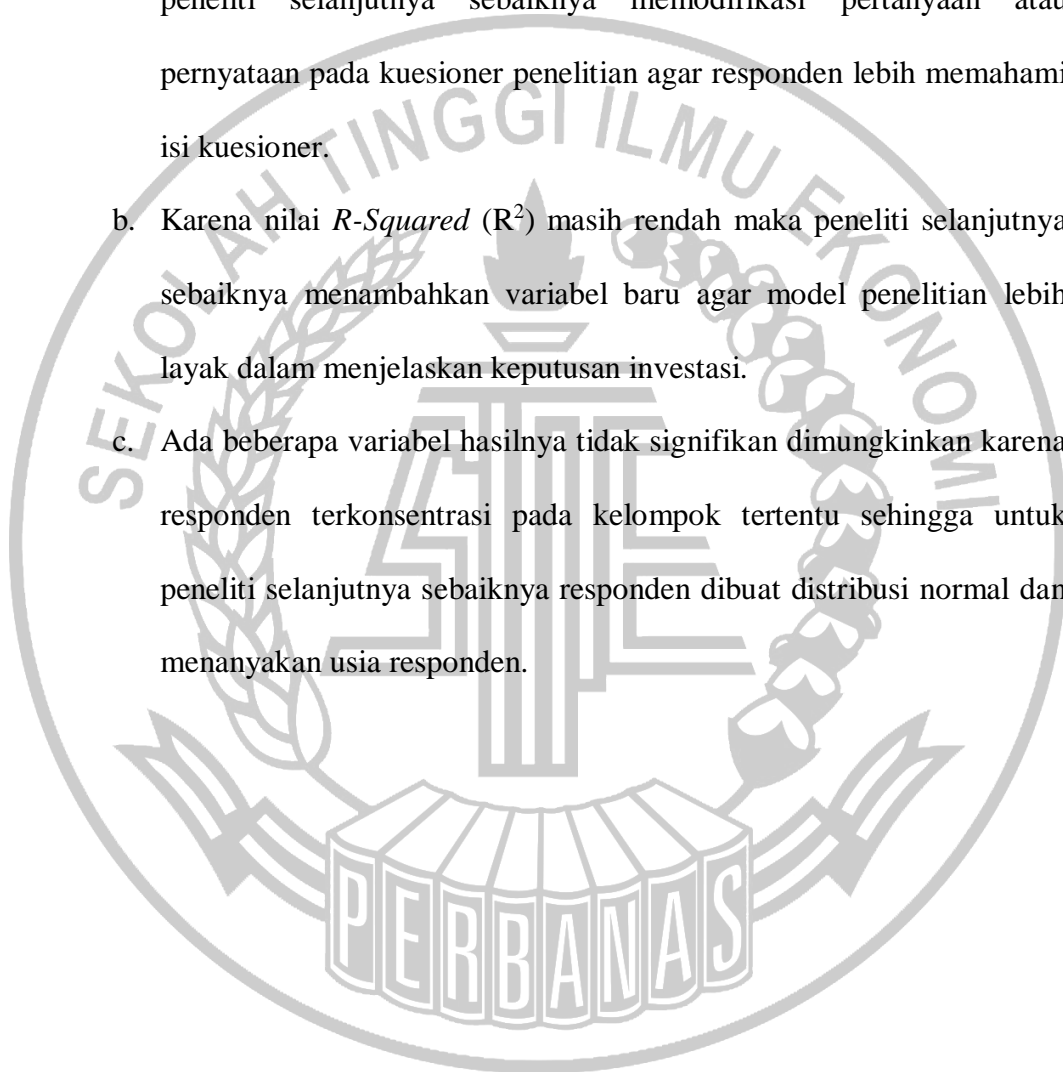 peneliti selanjutnya sebaiknya memodifikasi pertanyaan atau
pernyataan pada kuesioner penelitian agar responden lebih memahami
isi kuesioner.
b. Karena nilai R-Squared (R²) masih rendah maka peneliti selanjutnya
sebaiknya menambahkan variabel baru agar model penelitian lebih
layak dalam menjelaskan keputusan investasi.
c. Ada beberapa variabel hasilnya tidak signifikan dimungkinkan karena
responden terkonsentrasi pada kelompok tertentu sehingga untuk
peneliti selanjutnya sebaiknya responden dibuat distribusi normal dan
menanyakan usia responden.
SEKOLAH TINGGI ILMU EKONOMI
PERBANAS